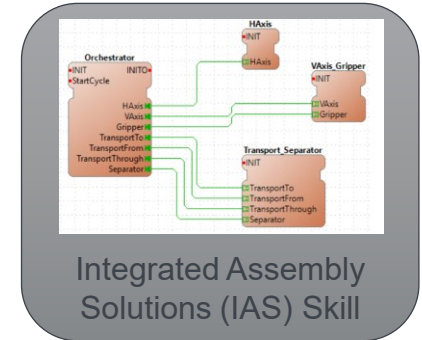 HAxis
INIT
HAxis
Orchestrator
INIT INITO
StartCycle
HAxis
VAxis
Gripper
TransportTo
TransportFrom
TransportThrough
Separator
VAxis_Gripper
INIT
VAxis
Gripper
Transport_Separator
INIT
TransportTo
TransportFrom
TransportThrough
Separator
Integrated Assembly
Solutions (IAS) Skill